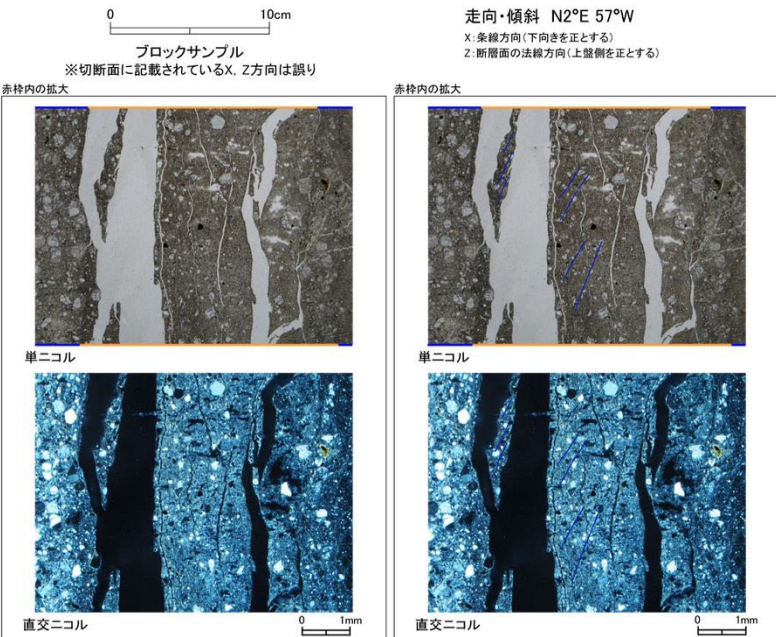 0 10cm
ブロックサンプル
※切断面に記載されているX, Z方向は誤り
走向・傾斜 N2°E 57°W
X:条線方向(下向きを正とする)
Z:断層面の法線方向(上盤側を正とする)
赤枠内の拡大
赤枠内の拡大
単ニコル
単ニコル
直交ニコル
0 1mm
直交ニコル
0 1mm